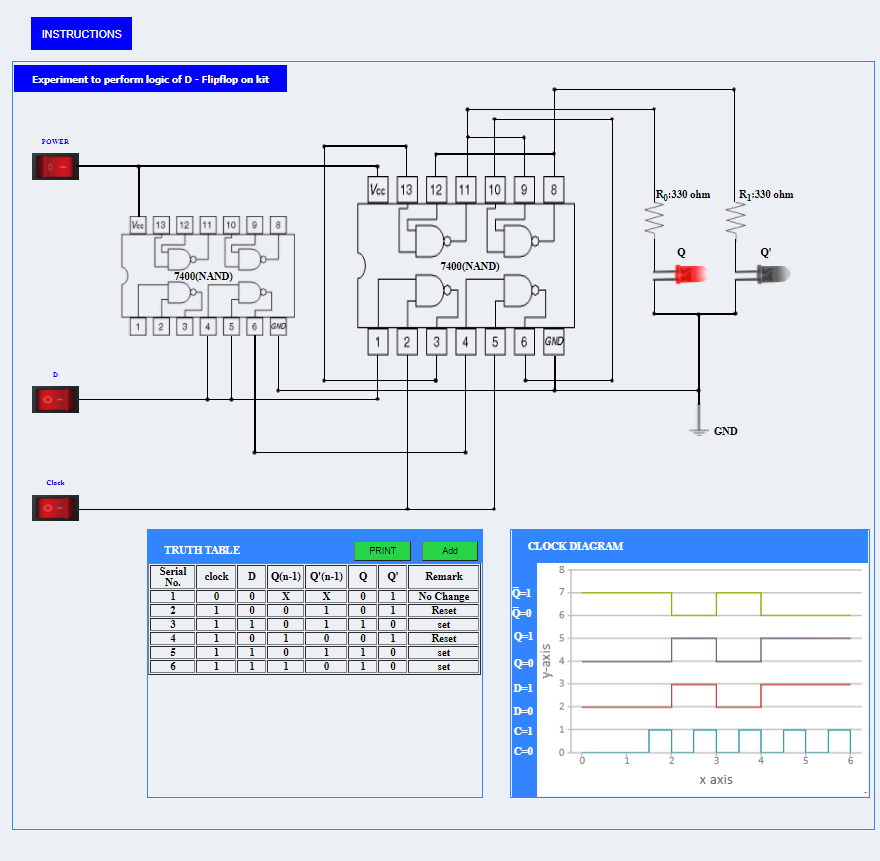 INSTRUCTIONS
Experiment to perform logic of D - Flipflop on kit
POWER
Vcc 13 12 11 10 9 8
R0:330 ohm R1:330 ohm
Vcc 13 12 11 10 9 8
Q Q'
7400(NAND)
7400(NAND)
1 2 3 4 5 6 GND
1 2 3 4 5 6 GND
D
GND
Clock
TRUTH TABLE PRINT Add
Serial No. clock D Q(n-1) Q'(n-1) Q Q' Remark
1 0 0 X X 0 1 No Change
2 1 0 0 1 0 1 Reset
3 1 1 0 1 1 0 set
4 1 0 1 0 0 1 Reset
5 1 1 0 1 1 0 set
6 1 1 1 0 1 0 set
CLOCK DIAGRAM
8
Q̅=1 7
Q̅=0 6
Q=1 5
Q=0 4
y-axis
D=1 3
D=0 2
C=1 1
C=0 0
0 1 2 3 4 5 6
x axis